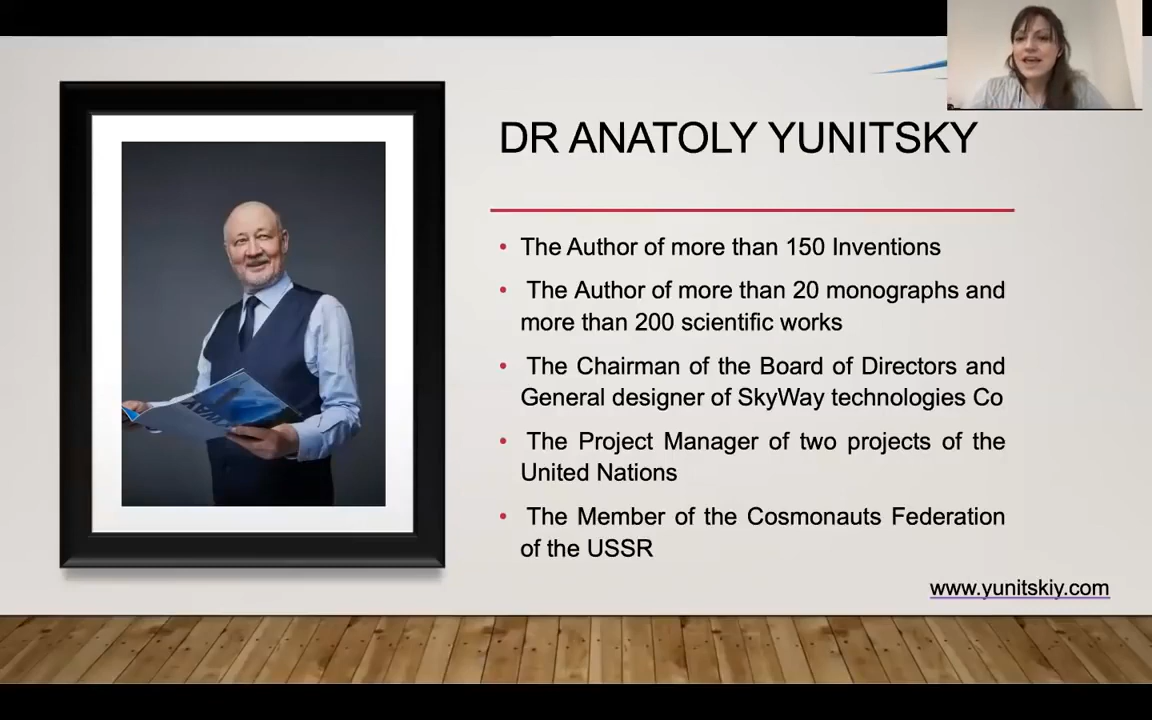 DR ANATOLY YUNITSKY
• The Author of more than 150 Inventions
• The Author of more than 20 monographs and
more than 200 scientific works
• The Chairman of the Board of Directors and
General designer of SkyWay technologies Co
• The Project Manager of two projects of the
United Nations
• The Member of the Cosmonauts Federation
of the USSR
www.yunitskiy.com